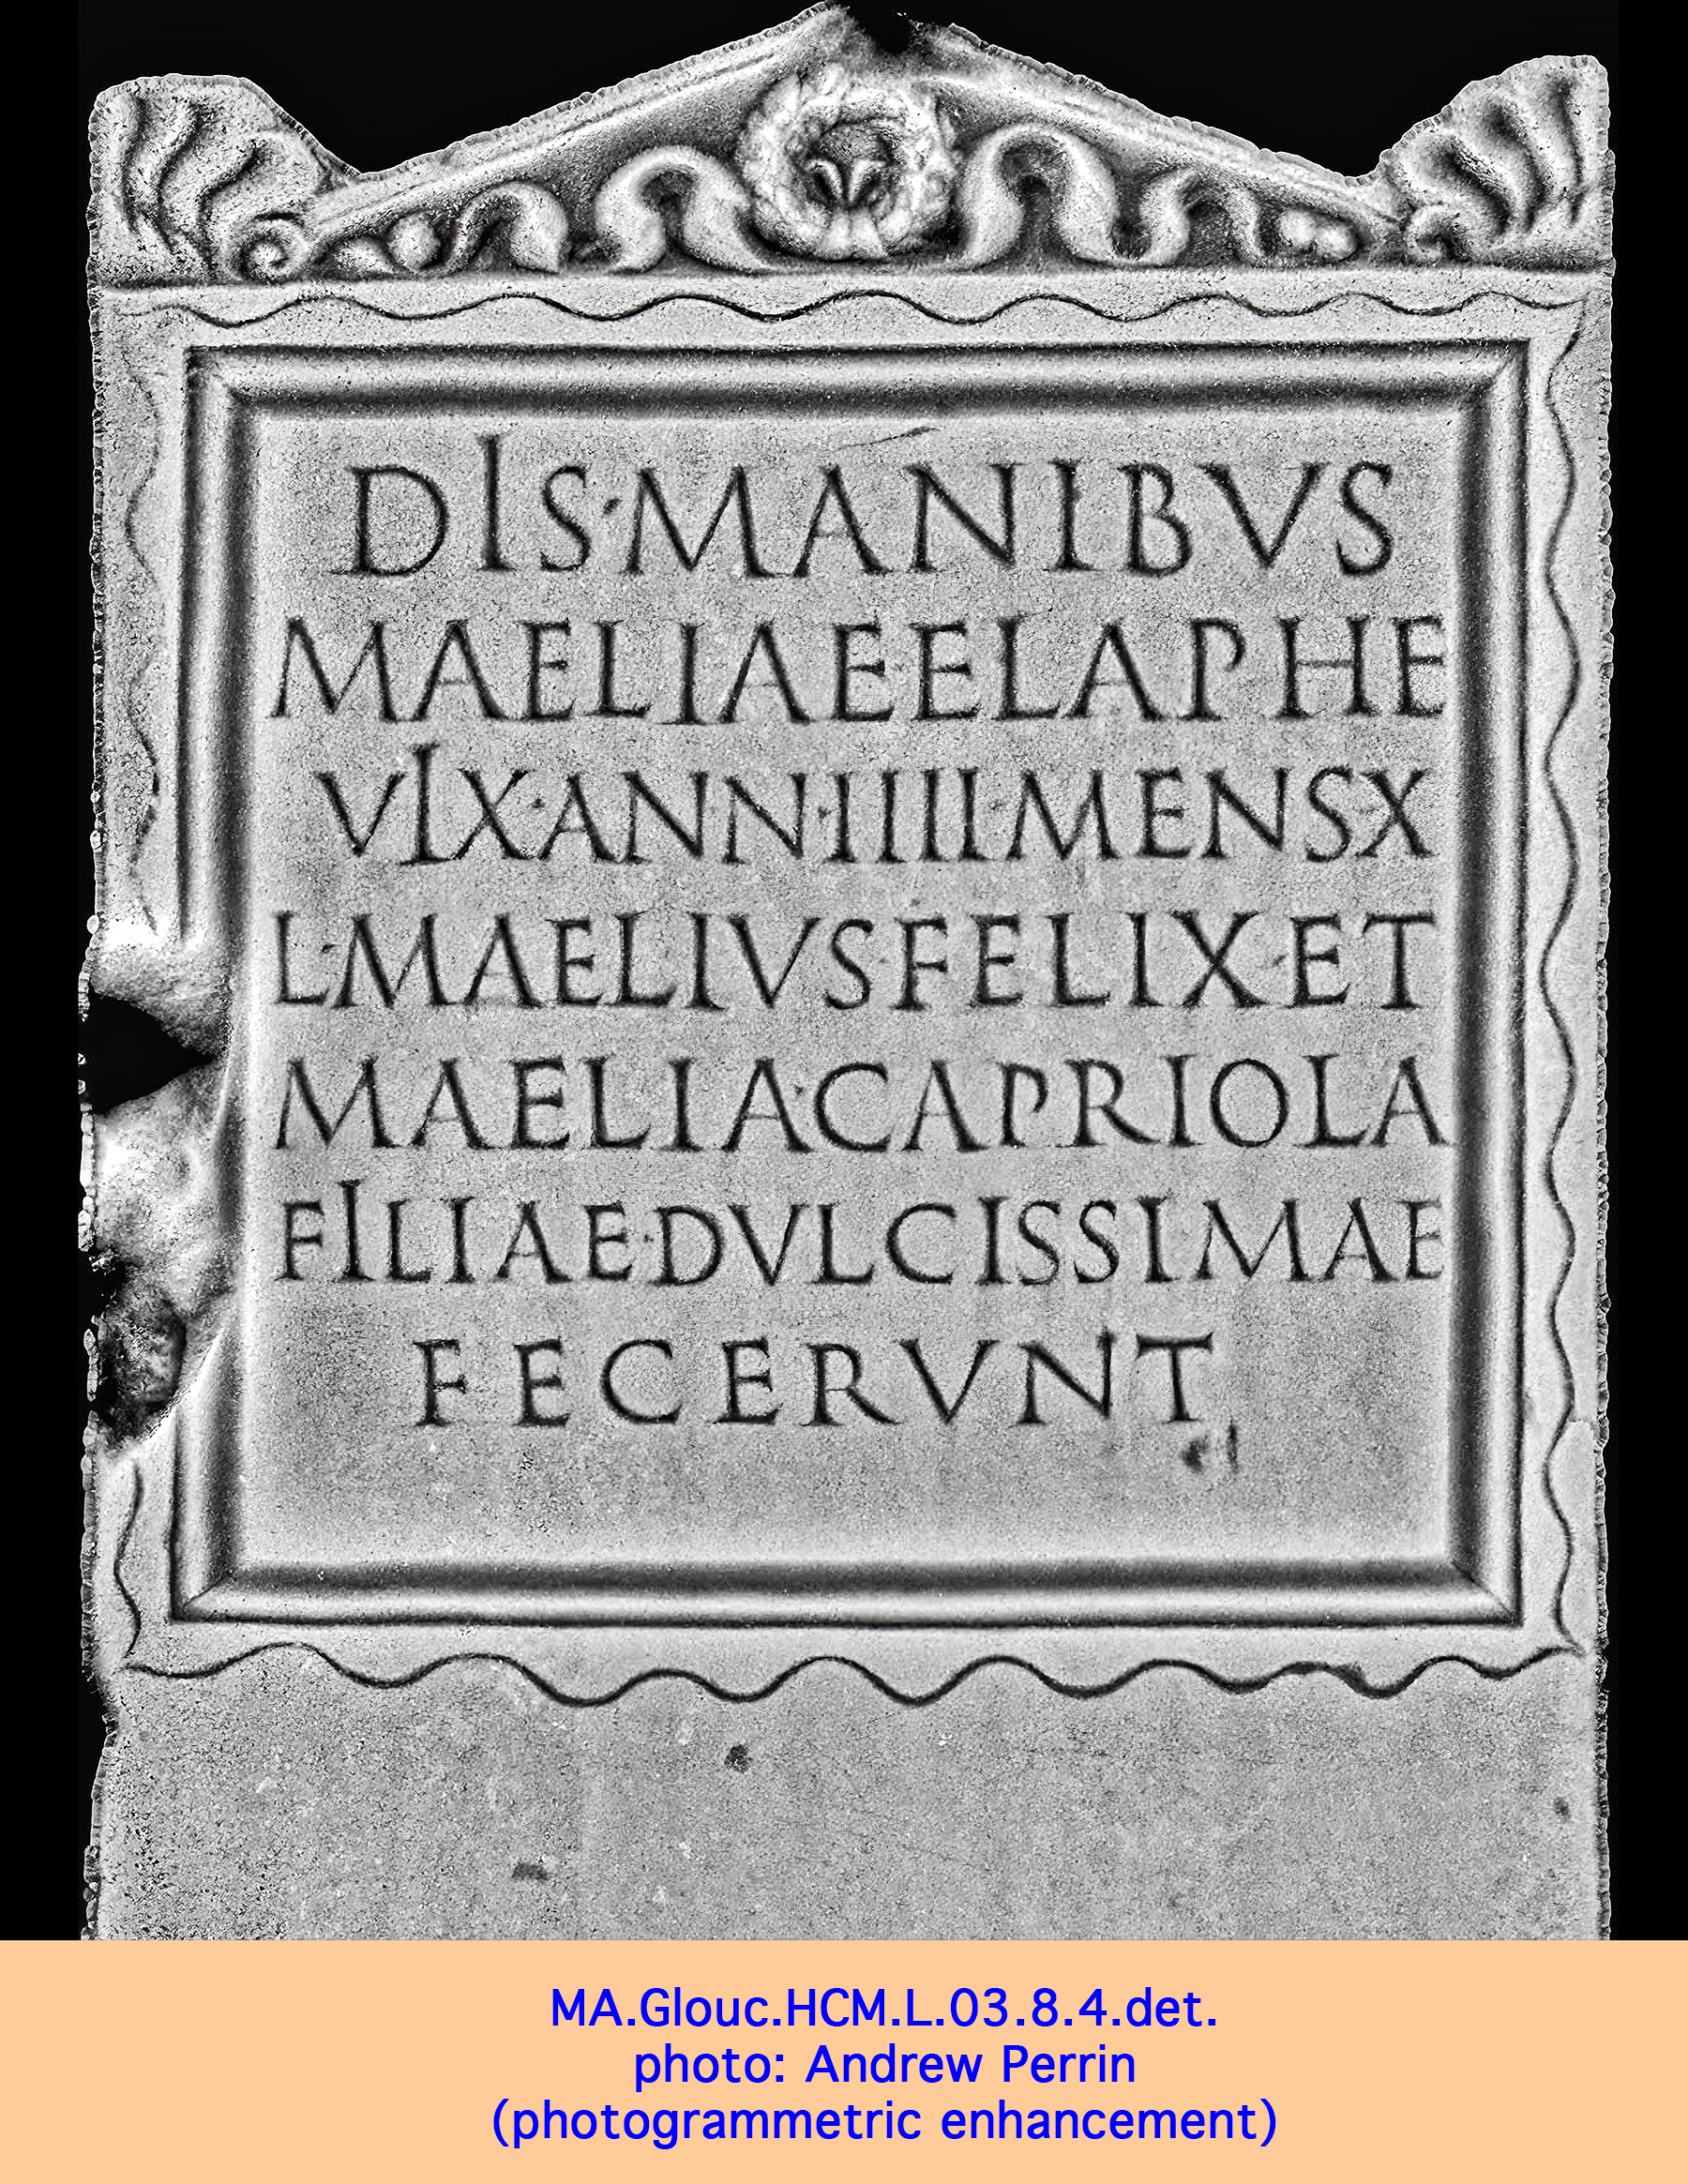 DIS·MANIBVS
MAELIAE ELAPHE
VIX·ANN·IIII MENS X
L·MAELIVS FELIX·ET
MAELIA·CAPRIOLA
FILIAE·DVLCISSIMAE
FECERVNT
MA.Glouc.HCM.L.03.8.4.det.
photo: Andrew Perrin
(photogrammetric enhancement)